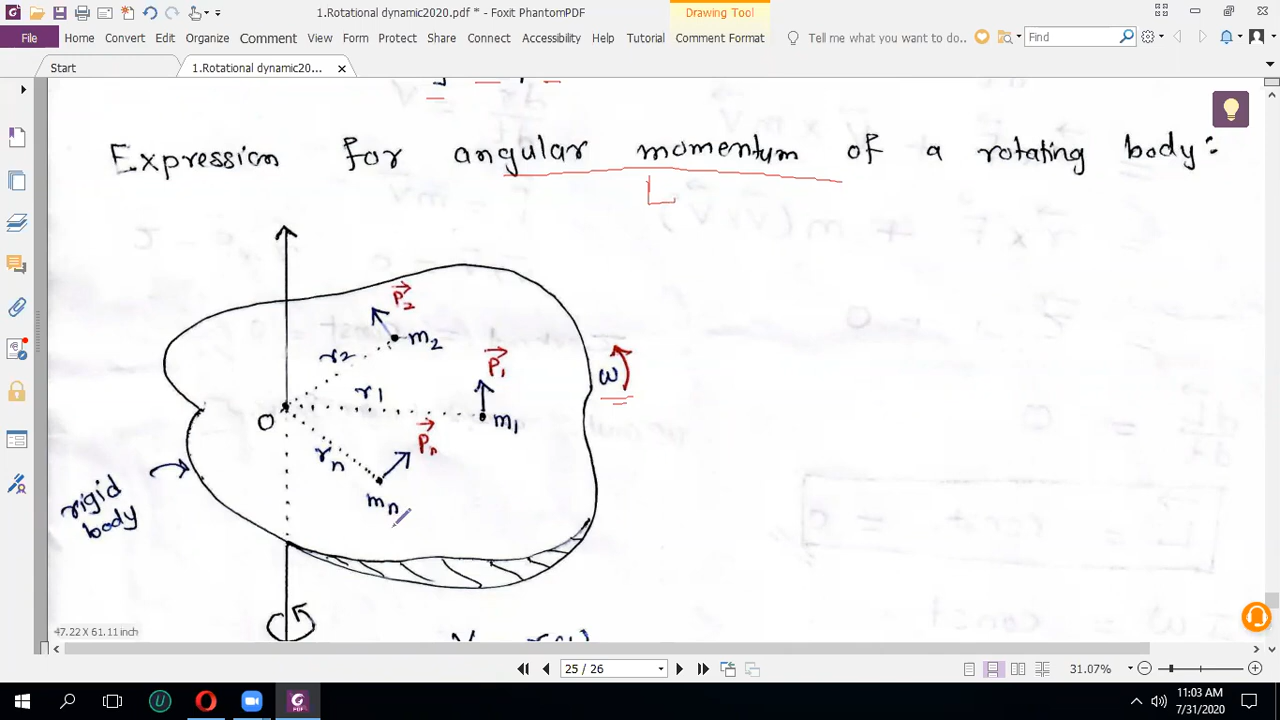 1.Rotational dynamic2020.pdf * - Foxit PhantomPDF
Drawing Tool
File Home Convert Edit Organize Comment View Form Protect Share Connect Accessibility Help Tutorial Comment Format Tell me what you want to do.. Find
Start 1.Rotational dynamic20...
Expression for angular momentum of a rotating body:
L
P₂
m₂
r₂
P₁
ω
r₁
O
m₁
Pₙ
rₙ
mₙ
rigid
body
47.22 X 61.11 inch
25 / 26
31.07%
11:03 AM
7/31/2020